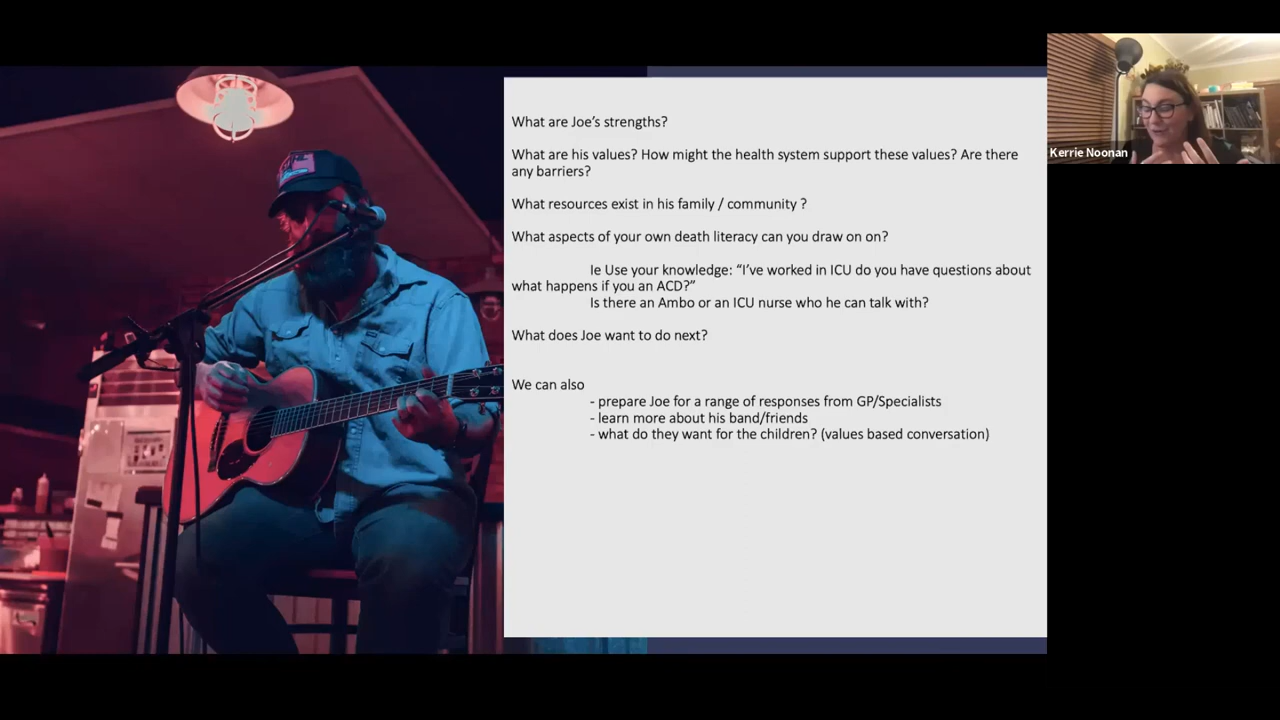 What are Joe's strengths?
What are his values? How might the health system support these values? Are there
any barriers?
What resources exist in his family / community ?
What aspects of your own death literacy can you draw on on?
Ie Use your knowledge: “I've worked in ICU do you have questions about
what happens if you an ACD?”
Is there an Ambo or an ICU nurse who he can talk with?
What does Joe want to do next?
We can also
- prepare Joe for a range of responses from GP/Specialists
- learn more about his band/friends
- what do they want for the children? (values based conversation)
Kerrie Noonan